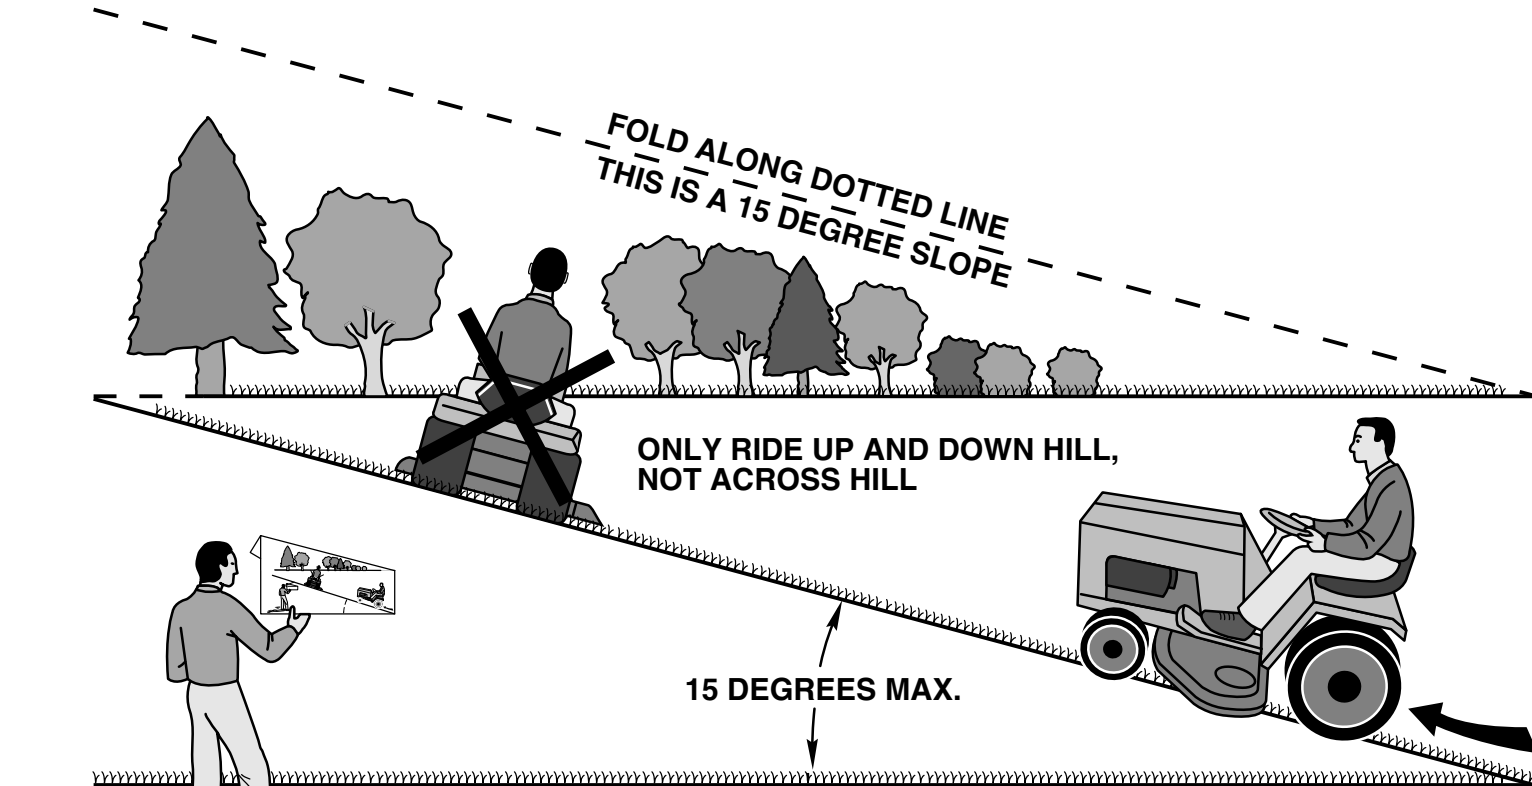 FOLD ALONG DOTTED LINE
THIS IS A 15 DEGREE SLOPE
ONLY RIDE UP AND DOWN HILL,
NOT ACROSS HILL
15 DEGREES MAX.